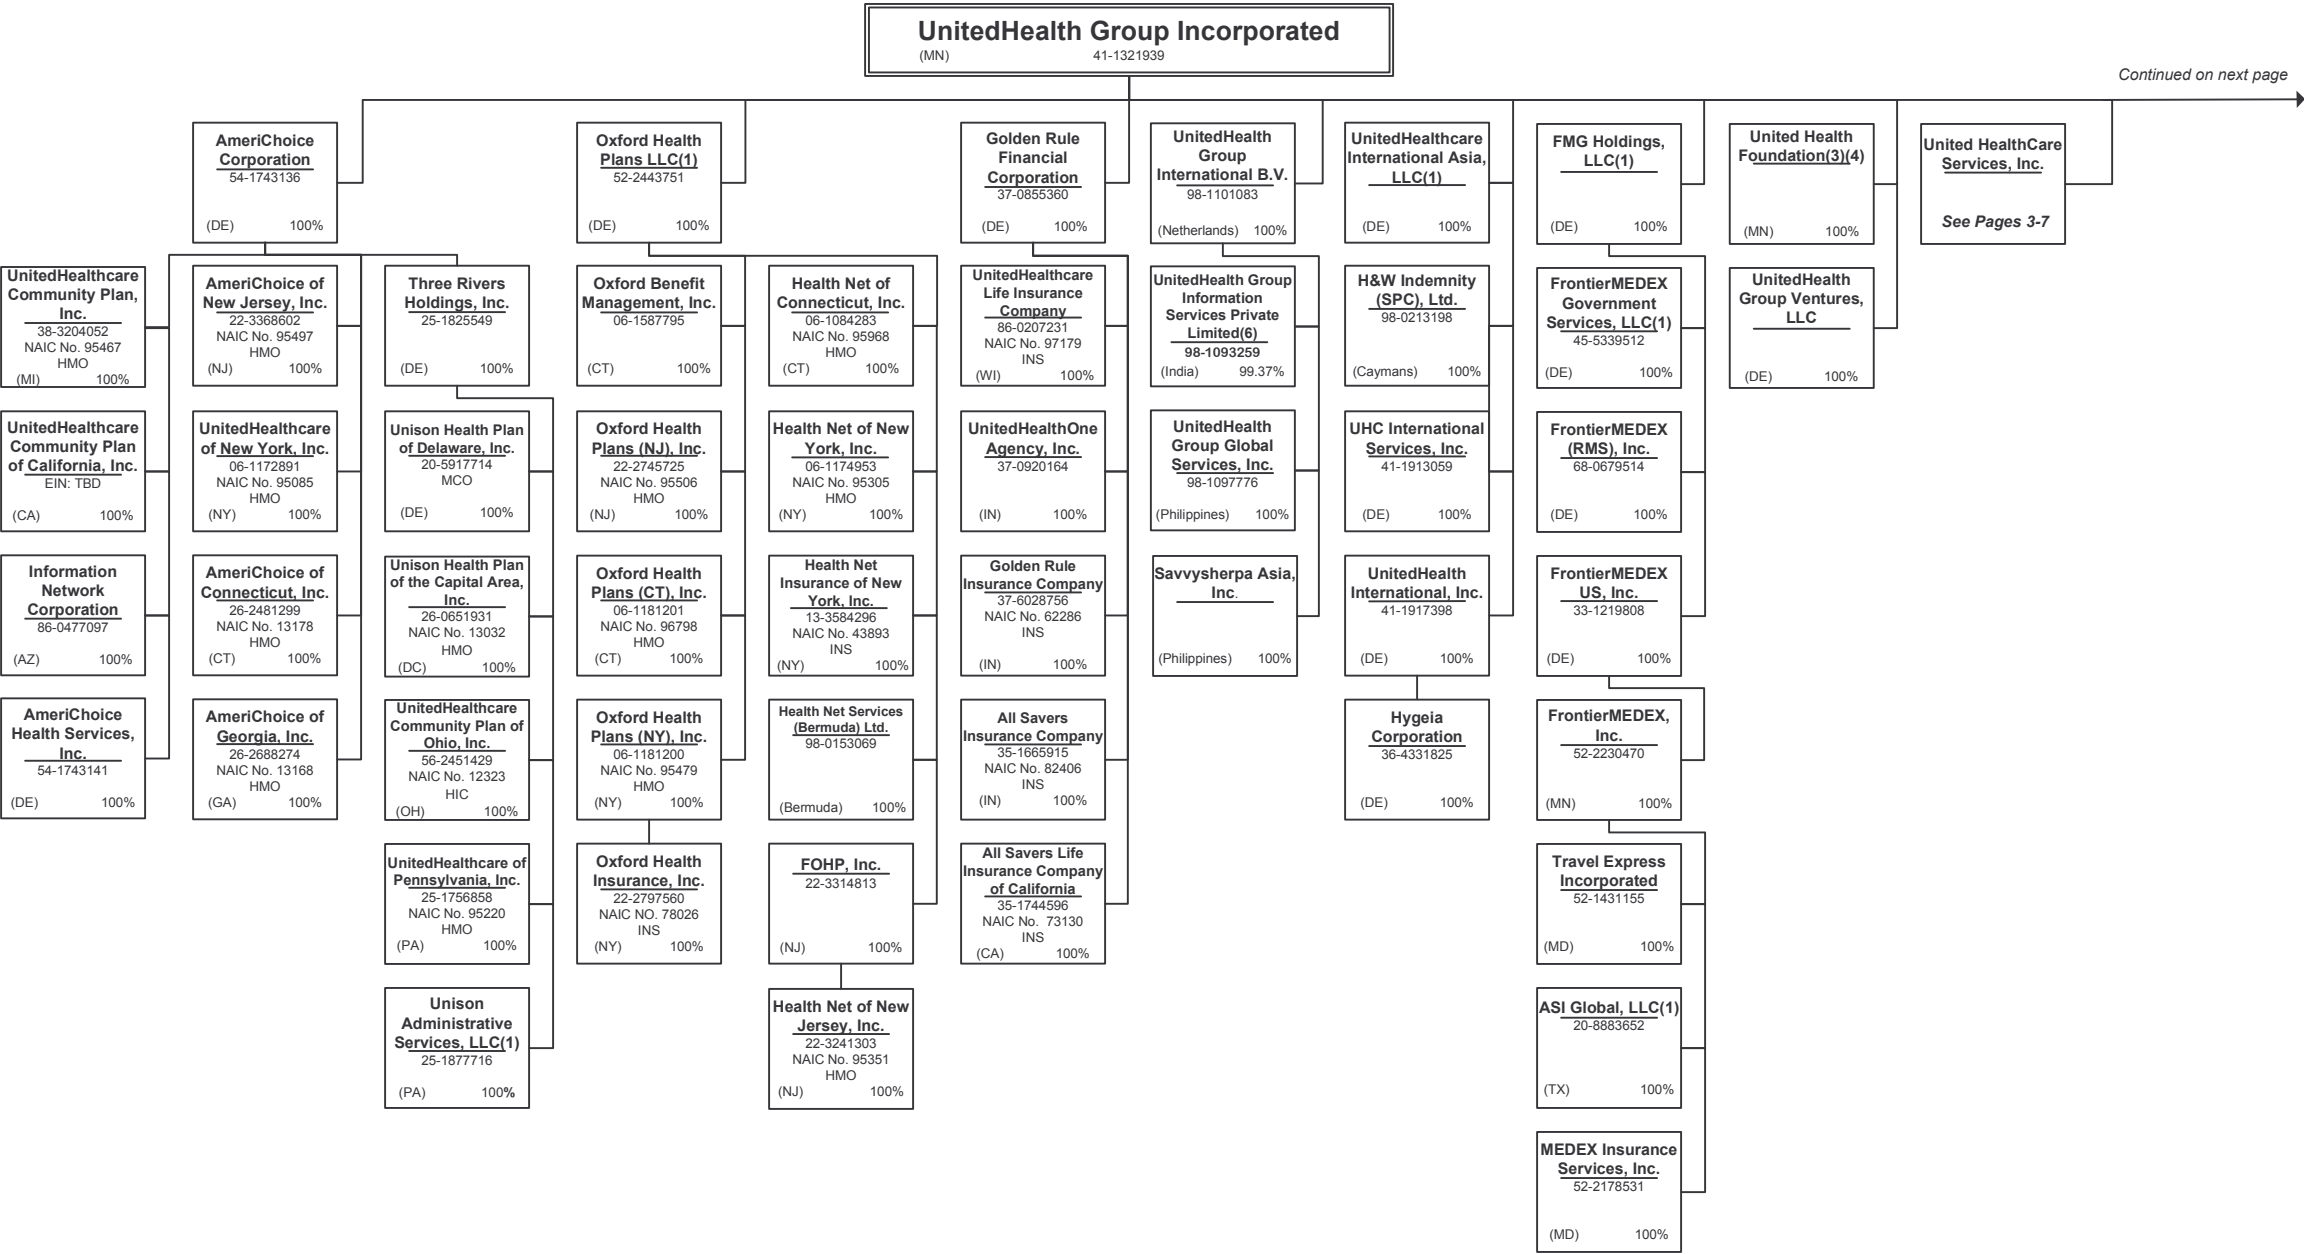 UnitedHealth Group Incorporated
(MN) 41-1321939
Continued on next page
AmeriChoice
Corporation
54-1743136
(DE) 100%
Oxford Health
Plans LLC(1)
52-2443751
(DE) 100%
Golden Rule
Financial
Corporation
37-0855360
(DE) 100%
UnitedHealth
Group
International B.V.
98-1101083
(Netherlands) 100%
UnitedHealthcare
International Asia,
LLC(1)
(DE) 100%
FMG Holdings,
LLC(1)
(DE) 100%
United Health
Foundation(3)(4)
(MN) 100%
United HealthCare
Services, Inc.
See Pages 3-7
UnitedHealthcare
Community Plan,
Inc.
38-3204052
NAIC No. 95467
HMO
(MI) 100%
AmeriChoice of
New Jersey, Inc.
22-3368602
NAIC No. 95497
HMO
(NJ) 100%
Three Rivers
Holdings, Inc.
25-1825549
(DE) 100%
Oxford Benefit
Management, Inc.
06-1587795
(CT) 100%
Health Net of
Connecticut, Inc.
06-1084283
NAIC No. 95968
HMO
(CT) 100%
UnitedHealthcare
Life Insurance
Company
86-0207231
NAIC No. 97179
INS
(WI) 100%
UnitedHealth Group
Information
Services Private
Limited(6)
98-1093259
(India) 99.37%
H&W Indemnity
(SPC), Ltd.
98-0213198
(Caymans) 100%
FrontierMEDEX
Government
Services, LLC(1)
45-5339512
(DE) 100%
UnitedHealth
Group Ventures,
LLC
(DE) 100%
UnitedHealthcare
Community Plan
of California, Inc.
EIN: TBD
(CA) 100%
UnitedHealthcare
of New York, Inc.
06-1172891
NAIC No. 95085
HMO
(NY) 100%
Unison Health Plan
of Delaware, Inc.
20-5917714
MCO
(DE) 100%
Oxford Health
Plans (NJ), Inc.
22-2745725
NAIC No. 95506
HMO
(NJ) 100%
Health Net of New
York, Inc.
06-1174953
NAIC No. 95305
HMO
(NY) 100%
UnitedHealthOne
Agency, Inc.
37-0920164
(IN) 100%
UnitedHealth
Group Global
Services, Inc.
98-1097776
(Philippines) 100%
UHC International
Services, Inc.
41-1913059
(DE) 100%
FrontierMEDEX
(RMS), Inc.
68-0679514
(DE) 100%
Information
Network
Corporation
86-0477097
(AZ) 100%
AmeriChoice of
Connecticut, Inc.
26-2481299
NAIC No. 13178
HMO
(CT) 100%
Unison Health Plan
of the Capital Area,
Inc.
26-0651931
NAIC No. 13032
HMO
(DC) 100%
Oxford Health
Plans (CT), Inc.
06-1181201
NAIC No. 96798
HMO
(CT) 100%
Health Net
Insurance of New
York, Inc.
13-3584296
NAIC No. 43893
INS
(NY) 100%
Golden Rule
Insurance Company
37-6028756
NAIC No. 62286
INS
(IN) 100%
Savvysherpa Asia,
Inc.
(Philippines) 100%
UnitedHealth
International, Inc.
41-1917398
(DE) 100%
FrontierMEDEX
US, Inc.
33-1219808
(DE) 100%
AmeriChoice
Health Services,
Inc.
54-1743141
(DE) 100%
AmeriChoice of
Georgia, Inc.
26-2688274
NAIC No. 13168
HMO
(GA) 100%
UnitedHealthcare
Community Plan of
Ohio, Inc.
56-2451429
NAIC No. 12323
HIC
(OH) 100%
Oxford Health
Plans (NY), Inc.
06-1181200
NAIC No. 95479
HMO
(NY) 100%
Health Net Services
(Bermuda) Ltd.
98-0153069
(Bermuda) 100%
All Savers
Insurance Company
35-1665915
NAIC No. 82406
INS
(IN) 100%
Hygeia
Corporation
36-4331825
(DE) 100%
FrontierMEDEX,
Inc.
52-2230470
(MN) 100%
UnitedHealthcare of
Pennsylvania, Inc.
25-1756858
NAIC No. 95220
HMO
(PA) 100%
Oxford Health
Insurance, Inc.
22-2797560
NAIC NO. 78026
INS
(NY) 100%
FOHP, Inc.
22-3314813
(NJ) 100%
All Savers Life
Insurance Company
of California
35-1744596
NAIC No. 73130
INS
(CA) 100%
Travel Express
Incorporated
52-1431155
(MD) 100%
Unison
Administrative
Services, LLC(1)
25-1877716
(PA) 100%
Health Net of New
Jersey, Inc.
22-3241303
NAIC No. 95351
HMO
(NJ) 100%
ASI Global, LLC(1)
20-8883652
(TX) 100%
MEDEX Insurance
Services, Inc.
52-2178531
(MD) 100%